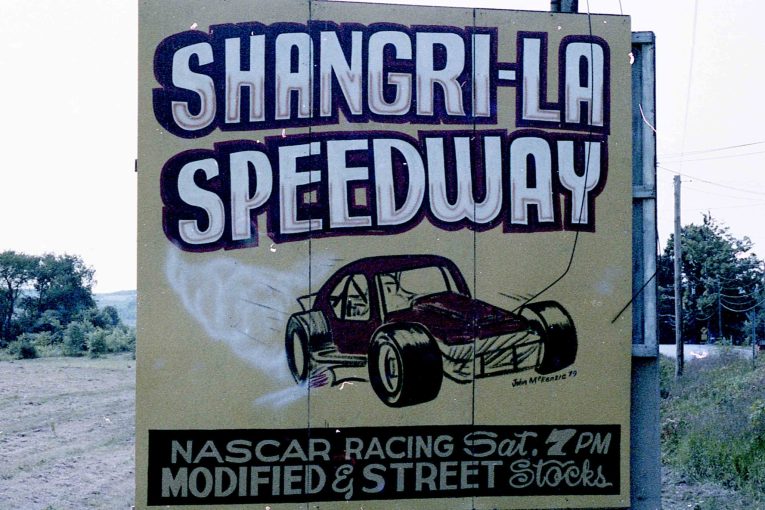 SHANGRI-LA
SPEEDWAY
John McKenzie 79
NASCAR RACING Sat. 7 PM
MODIFIED & STREET Stocks